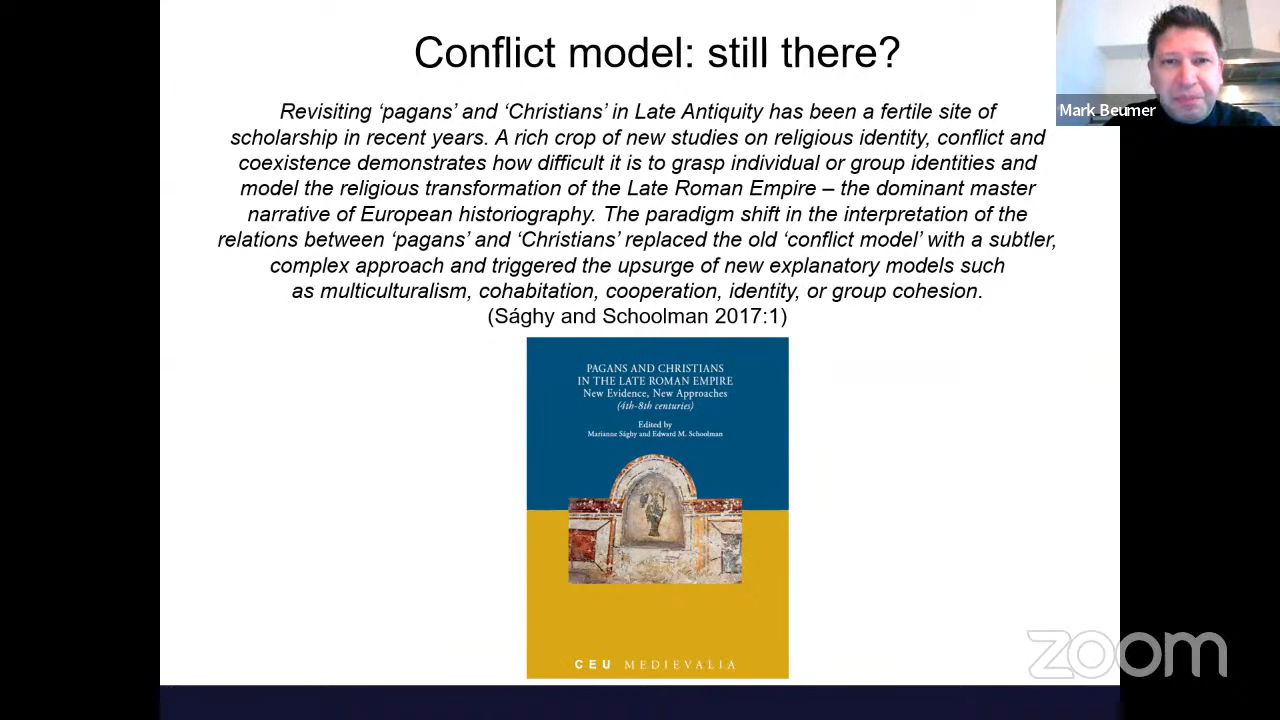 Conflict model: still there?
Mark Beumer
Revisiting ‘pagans’ and ‘Christians’ in Late Antiquity has been a fertile site of
scholarship in recent years. A rich crop of new studies on religious identity, conflict and
coexistence demonstrates how difficult it is to grasp individual or group identities and
model the religious transformation of the Late Roman Empire – the dominant master
narrative of European historiography. The paradigm shift in the interpretation of the
relations between ‘pagans’ and ‘Christians’ replaced the old ‘conflict model’ with a subtler,
complex approach and triggered the upsurge of new explanatory models such
as multiculturalism, cohabitation, cooperation, identity, or group cohesion.
(Sághy and Schoolman 2017:1)
PAGANS AND CHRISTIANS
IN THE LATE ROMAN EMPIRE
New Evidence, New Approaches
(4th-8th centuries)
Edited by
Marianne Sághy and Edward M. Schoolman
CEU MEDIEVALIA
zoom